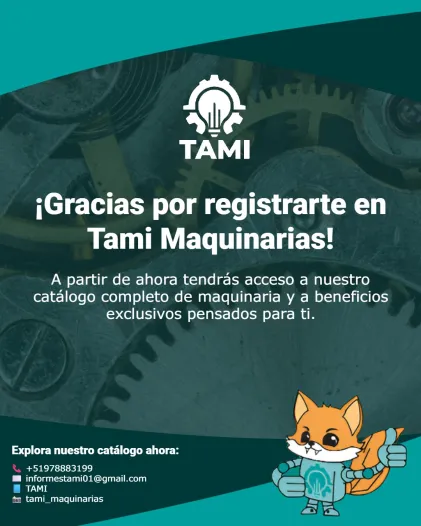 TAMI
¡Gracias por registrarte en
Tami Maquinarias!
A partir de ahora tendrás acceso a nuestro
catálogo completo de maquinaria y a beneficios
exclusivos pensados para ti.
Explora nuestro catálogo ahora:
+51978883199
informestami01@gmail.com
TAMI
tami_maquinarias